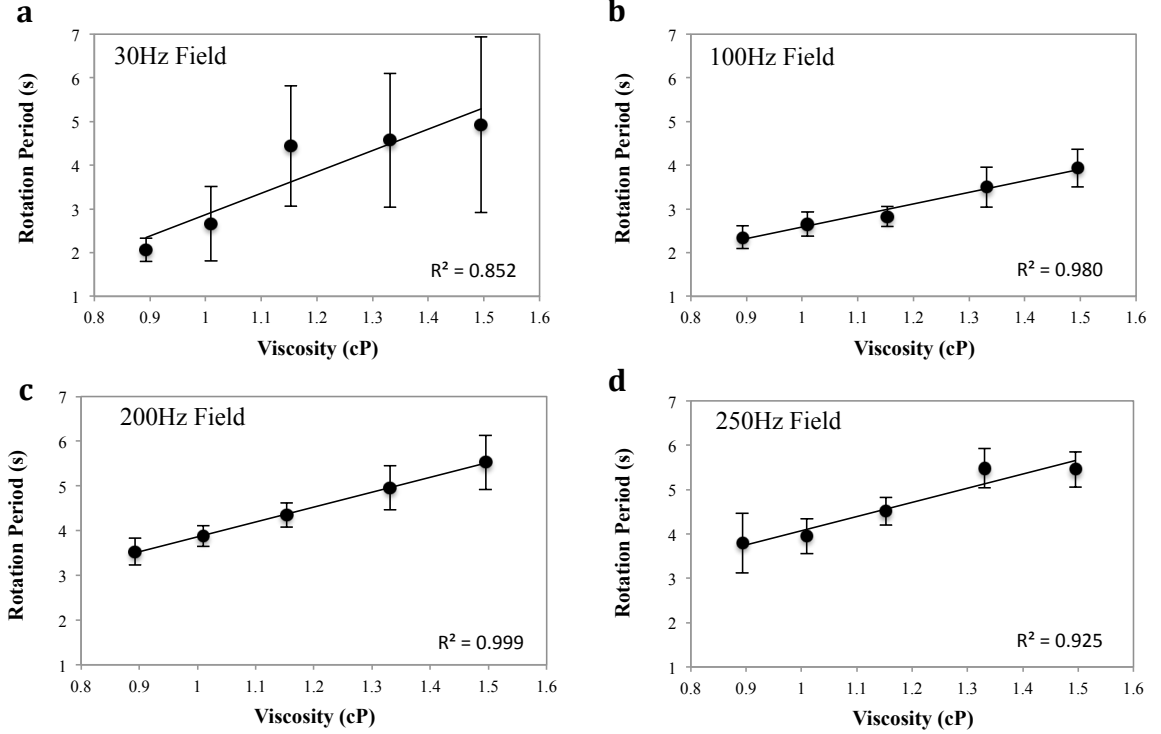 a
30Hz Field
Rotation Period (s)
7
6
5
4
3
2
1
R² = 0.852
0.8 0.9 1 1.1 1.2 1.3 1.4 1.5 1.6
Viscosity (cP)
b
100Hz Field
Rotation Period (s)
7
6
5
4
3
2
1
R² = 0.980
0.8 0.9 1 1.1 1.2 1.3 1.4 1.5 1.6
Viscosity (cP)
c
200Hz Field
Rotation Period (s)
7
6
5
4
3
2
1
R² = 0.999
0.8 0.9 1 1.1 1.2 1.3 1.4 1.5 1.6
Viscosity (cP)
d
250Hz Field
Rotation Period (s)
7
6
5
4
3
2
1
R² = 0.925
0.8 0.9 1 1.1 1.2 1.3 1.4 1.5 1.6
Viscosity (cP)